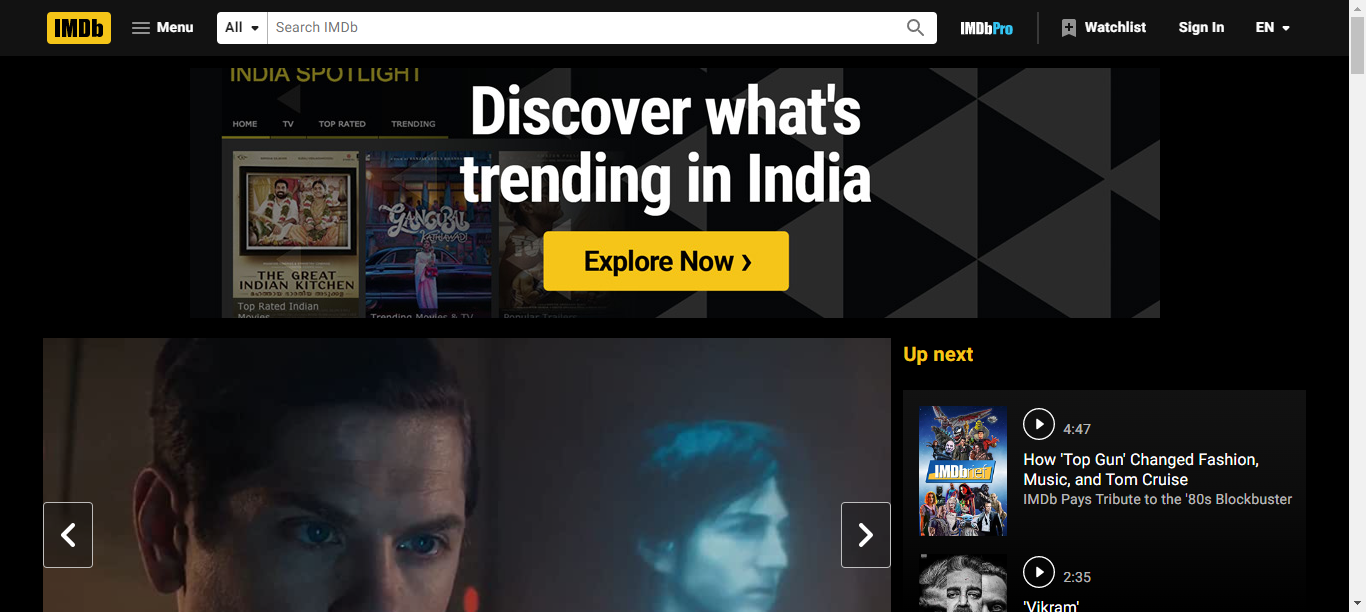 IMDb
Menu
All
Search IMDb
IMDbPro
Watchlist
Sign In
EN
INDIA SPOTLIGHT
HOME
TV
TOP RATED
TRENDING
Discover what's
trending in India
GANGUBAI
KATHIAWADI
THE GREAT
INDIAN KITCHEN
Top Rated Indian
Movies
Trending Movies & TV
Popular Trailers
Explore Now ›
Up next
4:47
How 'Top Gun' Changed Fashion,
Music, and Tom Cruise
IMDb Pays Tribute to the '80s Blockbuster
IMDbrief
2:35
'Vikram'